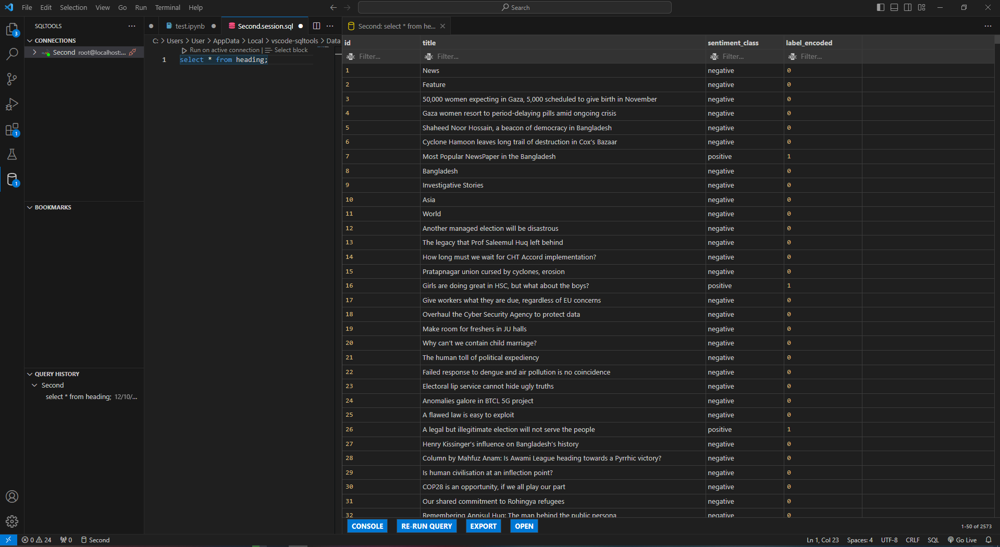 File Edit Selection View Go Run Terminal Help
Search
SQLTOOLS
CONNECTIONS
Second root@localhost:...
BOOKMARKS
QUERY HISTORY
Second
select * from heading; 12/10/...
test.ipynb
Second.session.sql
C: > Users > User > AppData > Local > vscode-sqltools > Data
Run on active connection | Select block
1 select * from heading;
Second: select * from he...
id title sentiment_class label_encoded
Filter... Filter... Filter... Filter...
1 News negative 0
2 Feature negative 0
3 50,000 women expecting in Gaza, 5,000 scheduled to give birth in November negative 0
4 Gaza women resort to period-delaying pills amid ongoing crisis negative 0
5 Shaheed Noor Hossain, a beacon of democracy in Bangladesh negative 0
6 Cyclone Hamoon leaves long trail of destruction in Cox's Bazaar negative 0
7 Most Popular NewsPaper in the Bangladesh positive 1
8 Bangladesh negative 0
9 Investigative Stories negative 0
10 Asia negative 0
11 World negative 0
12 Another managed election will be disastrous negative 0
13 The legacy that Prof Saleemul Huq left behind negative 0
14 How long must we wait for CHT Accord implementation? negative 0
15 Pratapnagar union cursed by cyclones, erosion negative 0
16 Girls are doing great in HSC, but what about the boys? positive 1
17 Give workers what they are due, regardless of EU concerns negative 0
18 Overhaul the Cyber Security Agency to protect data negative 0
19 Make room for freshers in JU halls negative 0
20 Why can't we contain child marriage? negative 0
21 The human toll of political expediency negative 0
22 Failed response to dengue and air pollution is no coincidence negative 0
23 Electoral lip service cannot hide ugly truths negative 0
24 Anomalies galore in BTCL 5G project negative 0
25 A flawed law is easy to exploit negative 0
26 A legal but illegitimate election will not serve the people positive 1
27 Henry Kissinger's influence on Bangladesh's history negative 0
28 Column by Mahfuz Anam: Is Awami League heading towards a Pyrrhic victory? negative 0
29 Is human civilisation at an inflection point? negative 0
30 COP28 is an opportunity, if we all play our part negative 0
31 Our shared commitment to Rohingya refugees negative 0
32 Remembering Annisul Huq: The man behind the public persona negative 0
CONSOLE RE-RUN QUERY EXPORT OPEN
1-50 of 2573
0 24 0 Second
Ln 1, Col 23 Spaces: 4 UTF-8 CRLF SQL Go Live